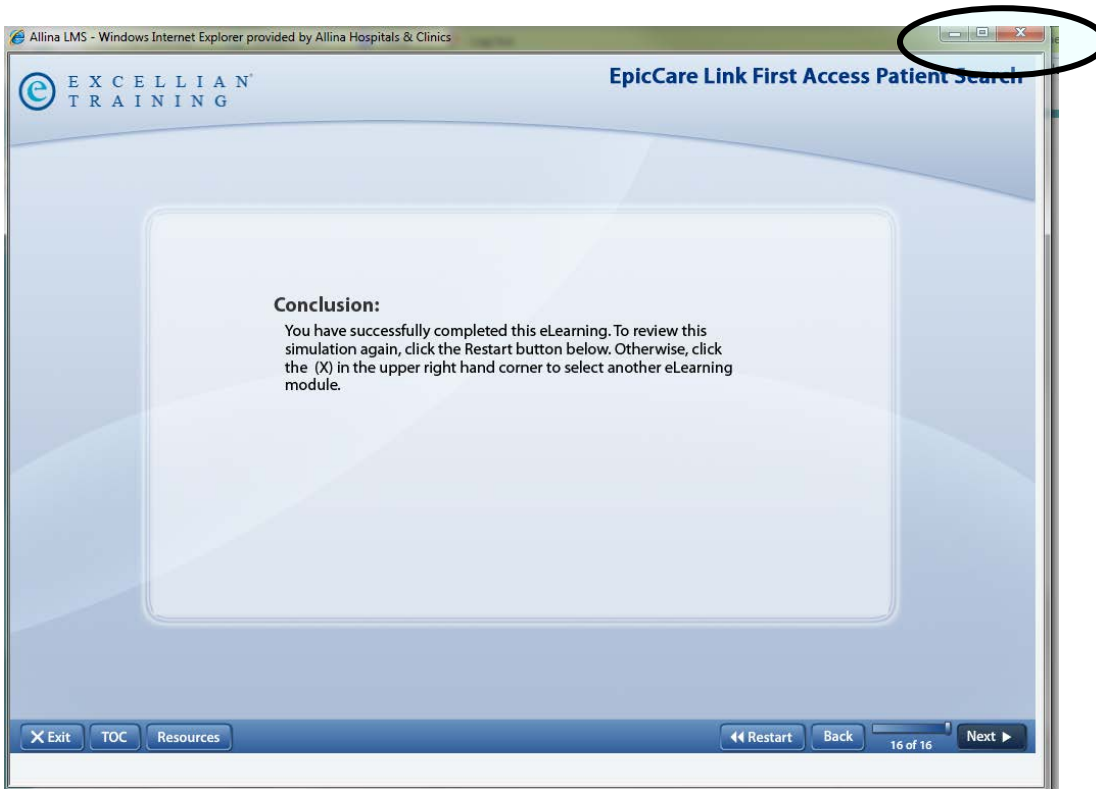 Allina LMS - Windows Internet Explorer provided by Allina Hospitals & Clinics
EXCELLIAN
TRAINING
EpicCare Link First Access Patient Search
Conclusion:
You have successfully completed this eLearning. To review this
simulation again, click the Restart button below. Otherwise, click
the (X) in the upper right hand corner to select another eLearning
module.
X Exit TOC Resources Restart Back 16 of 16 Next